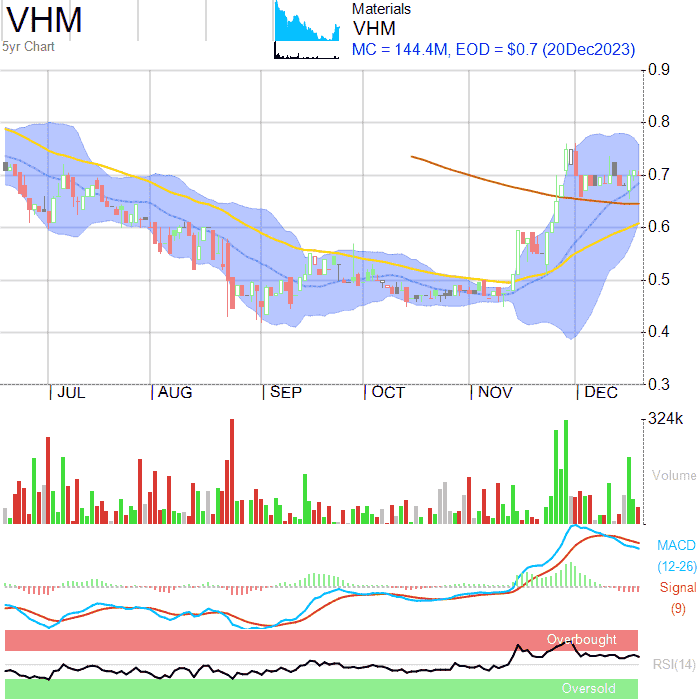 VHM
5yr Chart
Materials
VHM
MC = 144.4M, EOD = $0.7 (20Dec2023)
0.9
0.8
0.7
0.6
0.5
0.4
0.3
JUL AUG SEP OCT NOV DEC
324k
Volume
MACD
(12-26)
Signal
(9)
Overbought
RSI(14)
Oversold